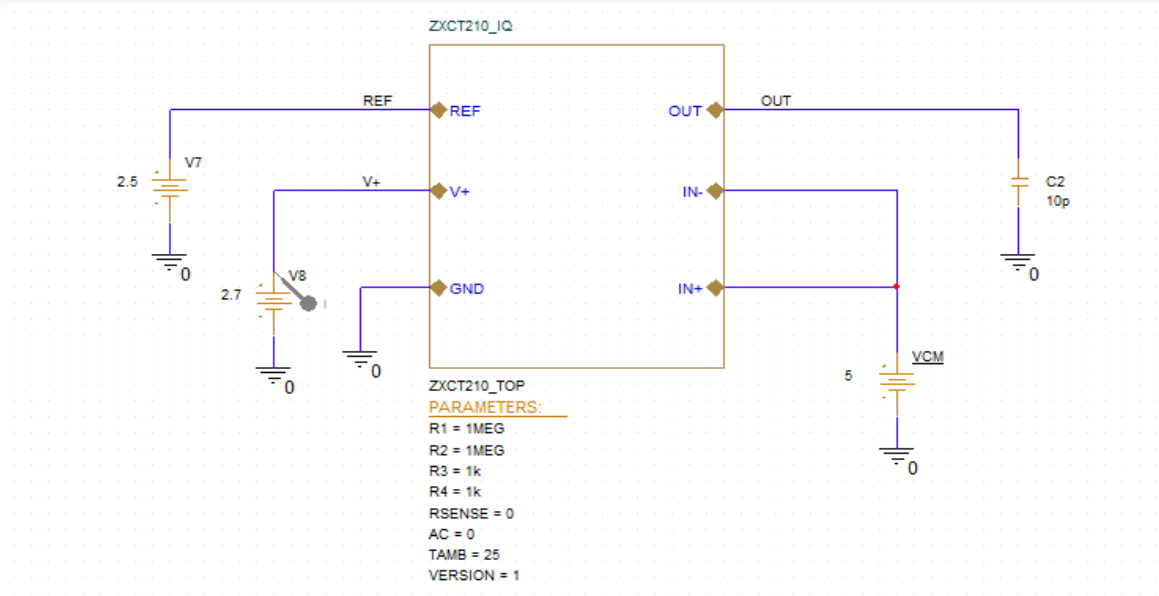 ZXCT210_IQ
REF
REF
OUT
OUT
V7
2.5
V+
V+
IN-
C2
10p
0
V8
2.7
I
GND
IN+
0
0
0
VCM
5
0
ZXCT210_TOP
PARAMETERS:
R1 = 1MEG
R2 = 1MEG
R3 = 1k
R4 = 1k
RSENSE = 0
AC = 0
TAMB = 25
VERSION = 1